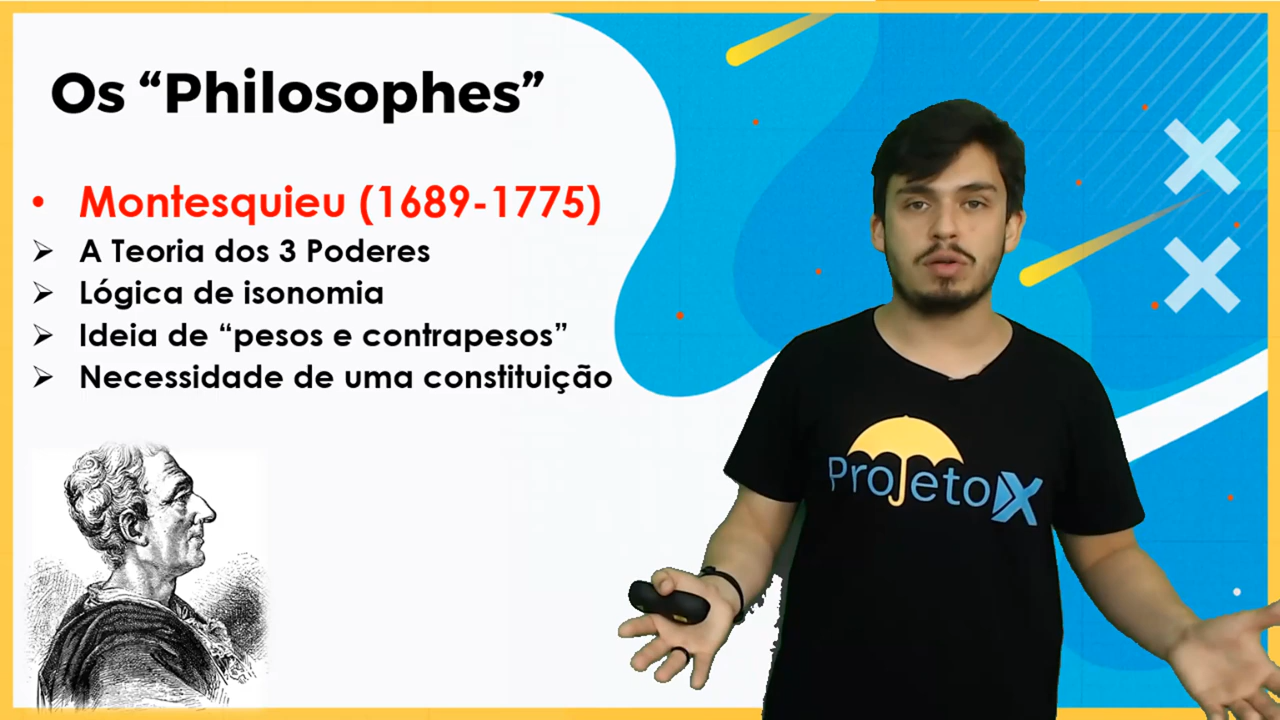 Os “Philosophes”
• Montesquieu (1689-1775)
➢ A Teoria dos 3 Poderes
➢ Lógica de isonomia
➢ Ideia de “pesos e contrapesos”
➢ Necessidade de uma constituição
ProjetoX